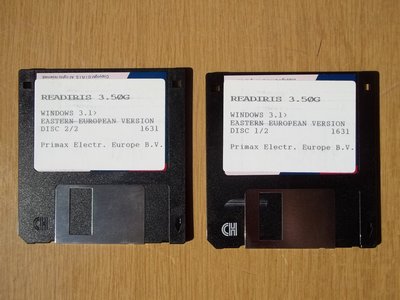 READIRIS 3.50G
WINDOWS 3.1>
EASTERN EUROPEAN VERSION
DISC 2/2 1631
Primax Electr. Europe B.V.
READIRIS 3.50G
WINDOWS 3.1>
EASTERN EUROPEAN VERSION
DISC 1/2 1631
Primax Electr. Europe B.V.